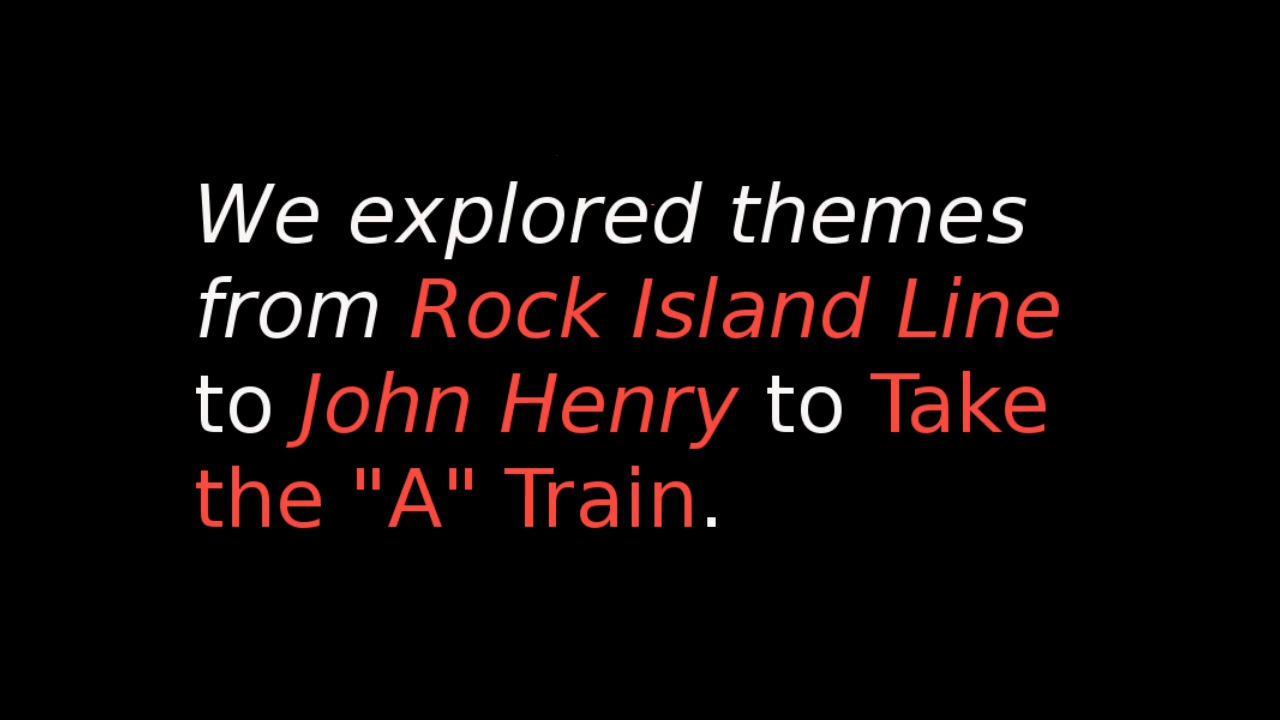 We explored themes
from Rock Island Line
to John Henry to Take
the "A" Train.